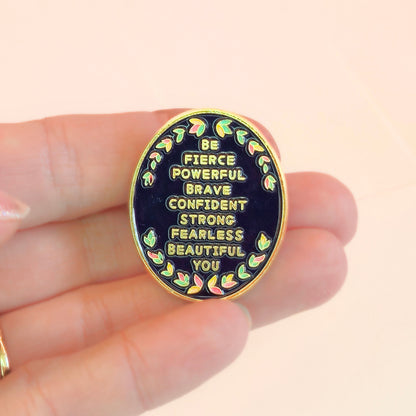 BE
FIERCE
POWERFUL
BRAVE
CONFIDENT
STRONG
FEARLESS
BEAUTIFUL
YOU